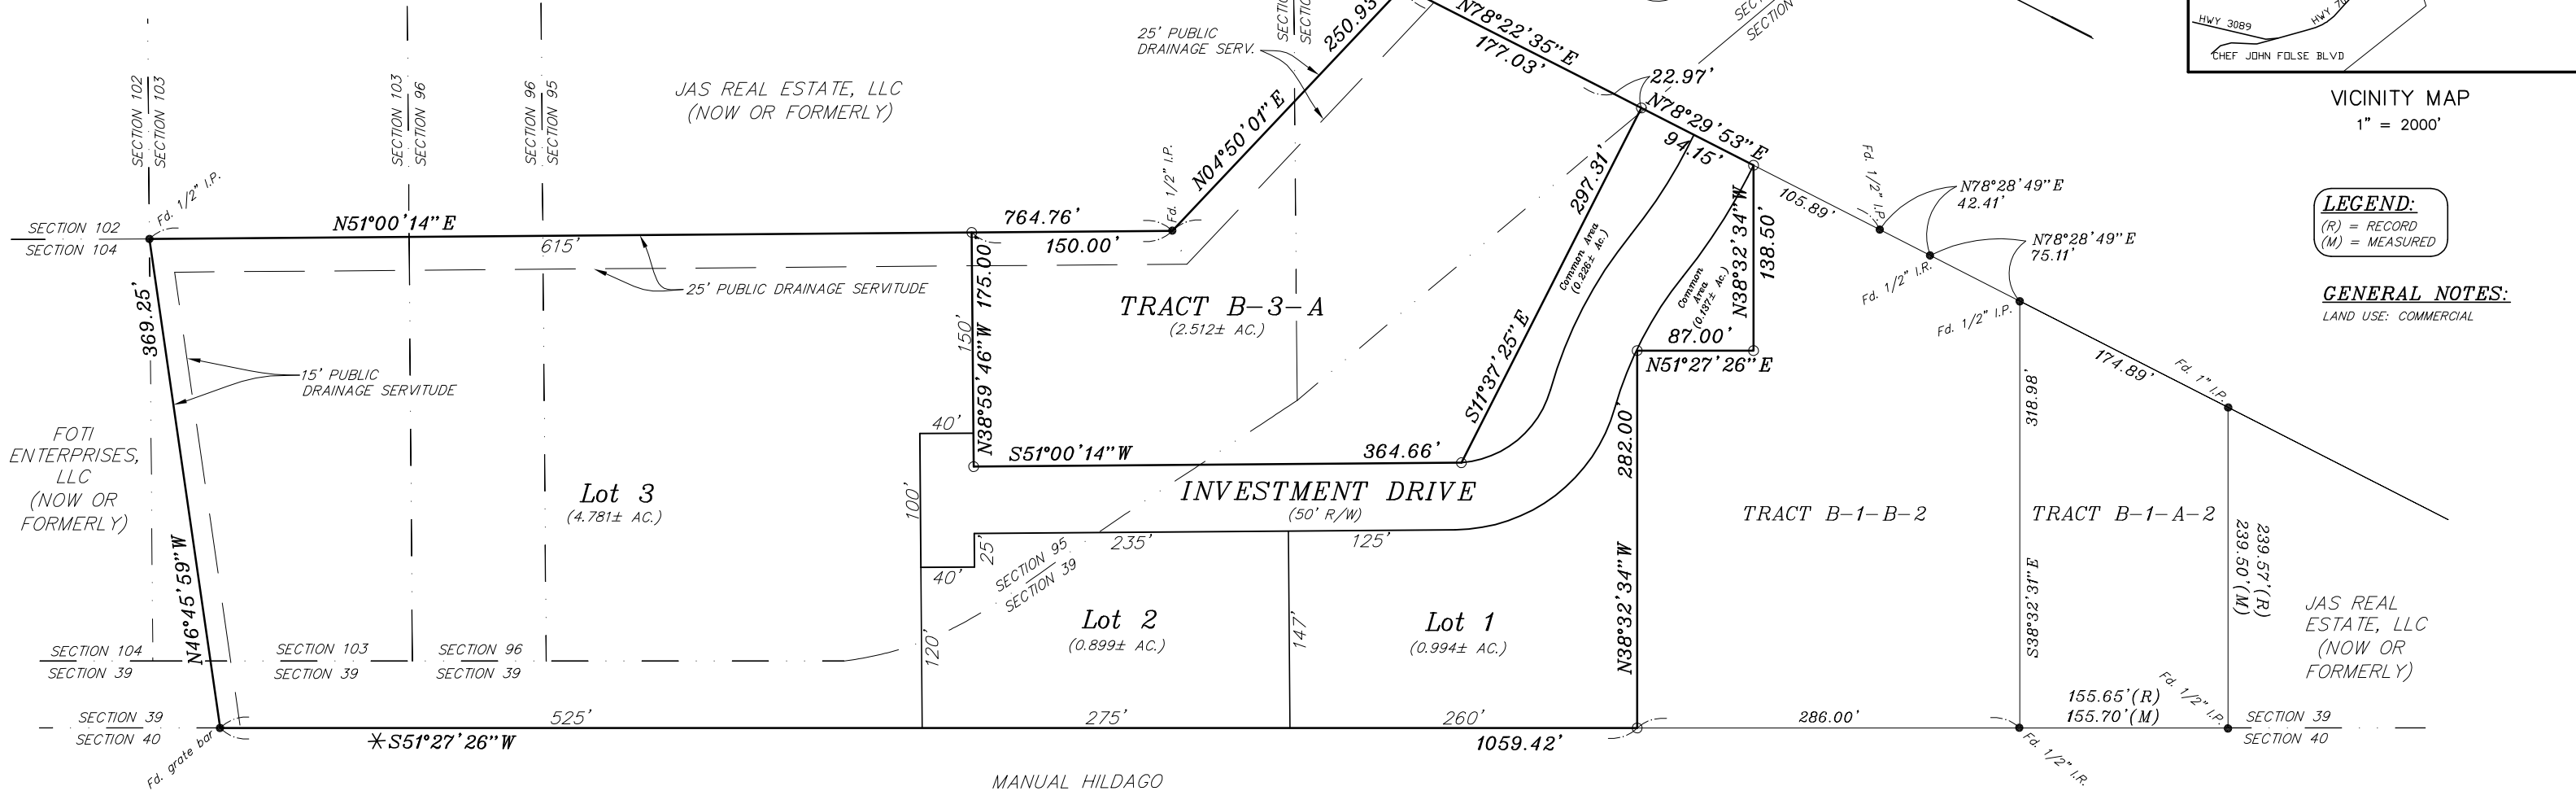 HWY 3089
CHEF JOHN FOLSE BLVD
VICINITY MAP
1" = 2000'
LEGEND:
(R) = RECORD
(M) = MEASURED
GENERAL NOTES:
LAND USE: COMMERCIAL
SECTION 102
SECTION 103
SECTION 103
SECTION 96
SECTION 96
SECTION 95
JAS REAL ESTATE, LLC
(NOW OR FORMERLY)
25' PUBLIC
DRAINAGE SERV.
250.93'
N04°50'01"E
N78°22'35"E
177.03'
22.97'
N78°29'53"E
94.15'
105.89'
Fd. 1/2" I.P.
N78°28'49"E
42.41'
Fd. 1/2" I.R.
N78°28'49"E
75.11'
Fd. 1/2" I.P.
174.89'
Fd. 1" I.P.
SECTION 102
SECTION 104
Fd. 1/2" I.P.
N51°00'14"E
615'
764.76'
150.00'
Fd. 1/2" I.P.
25' PUBLIC DRAINAGE SERVITUDE
369.25'
N46°45'59"W
15' PUBLIC
DRAINAGE SERVITUDE
FOTI
ENTERPRISES,
LLC
(NOW OR
FORMERLY)
150'
N38°59'46"W 175.00'
TRACT B-3-A
(2.512± AC.)
297.31'
S11°37'25"E
Common Area
(0.226± Ac.)
Common
Area
(0.137± Ac.)
N38°32'34"W
138.50'
87.00'
N51°27'26"E
40'
S51°00'14"W
364.66'
100'
Lot 3
(4.781± AC.)
INVESTMENT DRIVE
(50' R/W)
25'
40'
235'
125'
SECTION 95
SECTION 39
282.00'
N38°32'34"W
TRACT B-1-B-2
318.98'
S38°32'31"E
TRACT B-1-A-2
239.57'(R)
239.50'(M)
JAS REAL
ESTATE, LLC
(NOW OR
FORMERLY)
120'
Lot 2
(0.899± AC.)
147'
Lot 1
(0.994± AC.)
SECTION 104
SECTION 39
SECTION 103
SECTION 39
SECTION 96
SECTION 39
SECTION 39
SECTION 40
Fd. grate bar
525'
275'
260'
*S51°27'26"W
1059.42'
286.00'
155.65'(R)
155.70'(M)
Fd. 1/2" I.P.
Fd. 1/2" I.R.
SECTION 39
SECTION 40
MANUAL HILDAGO